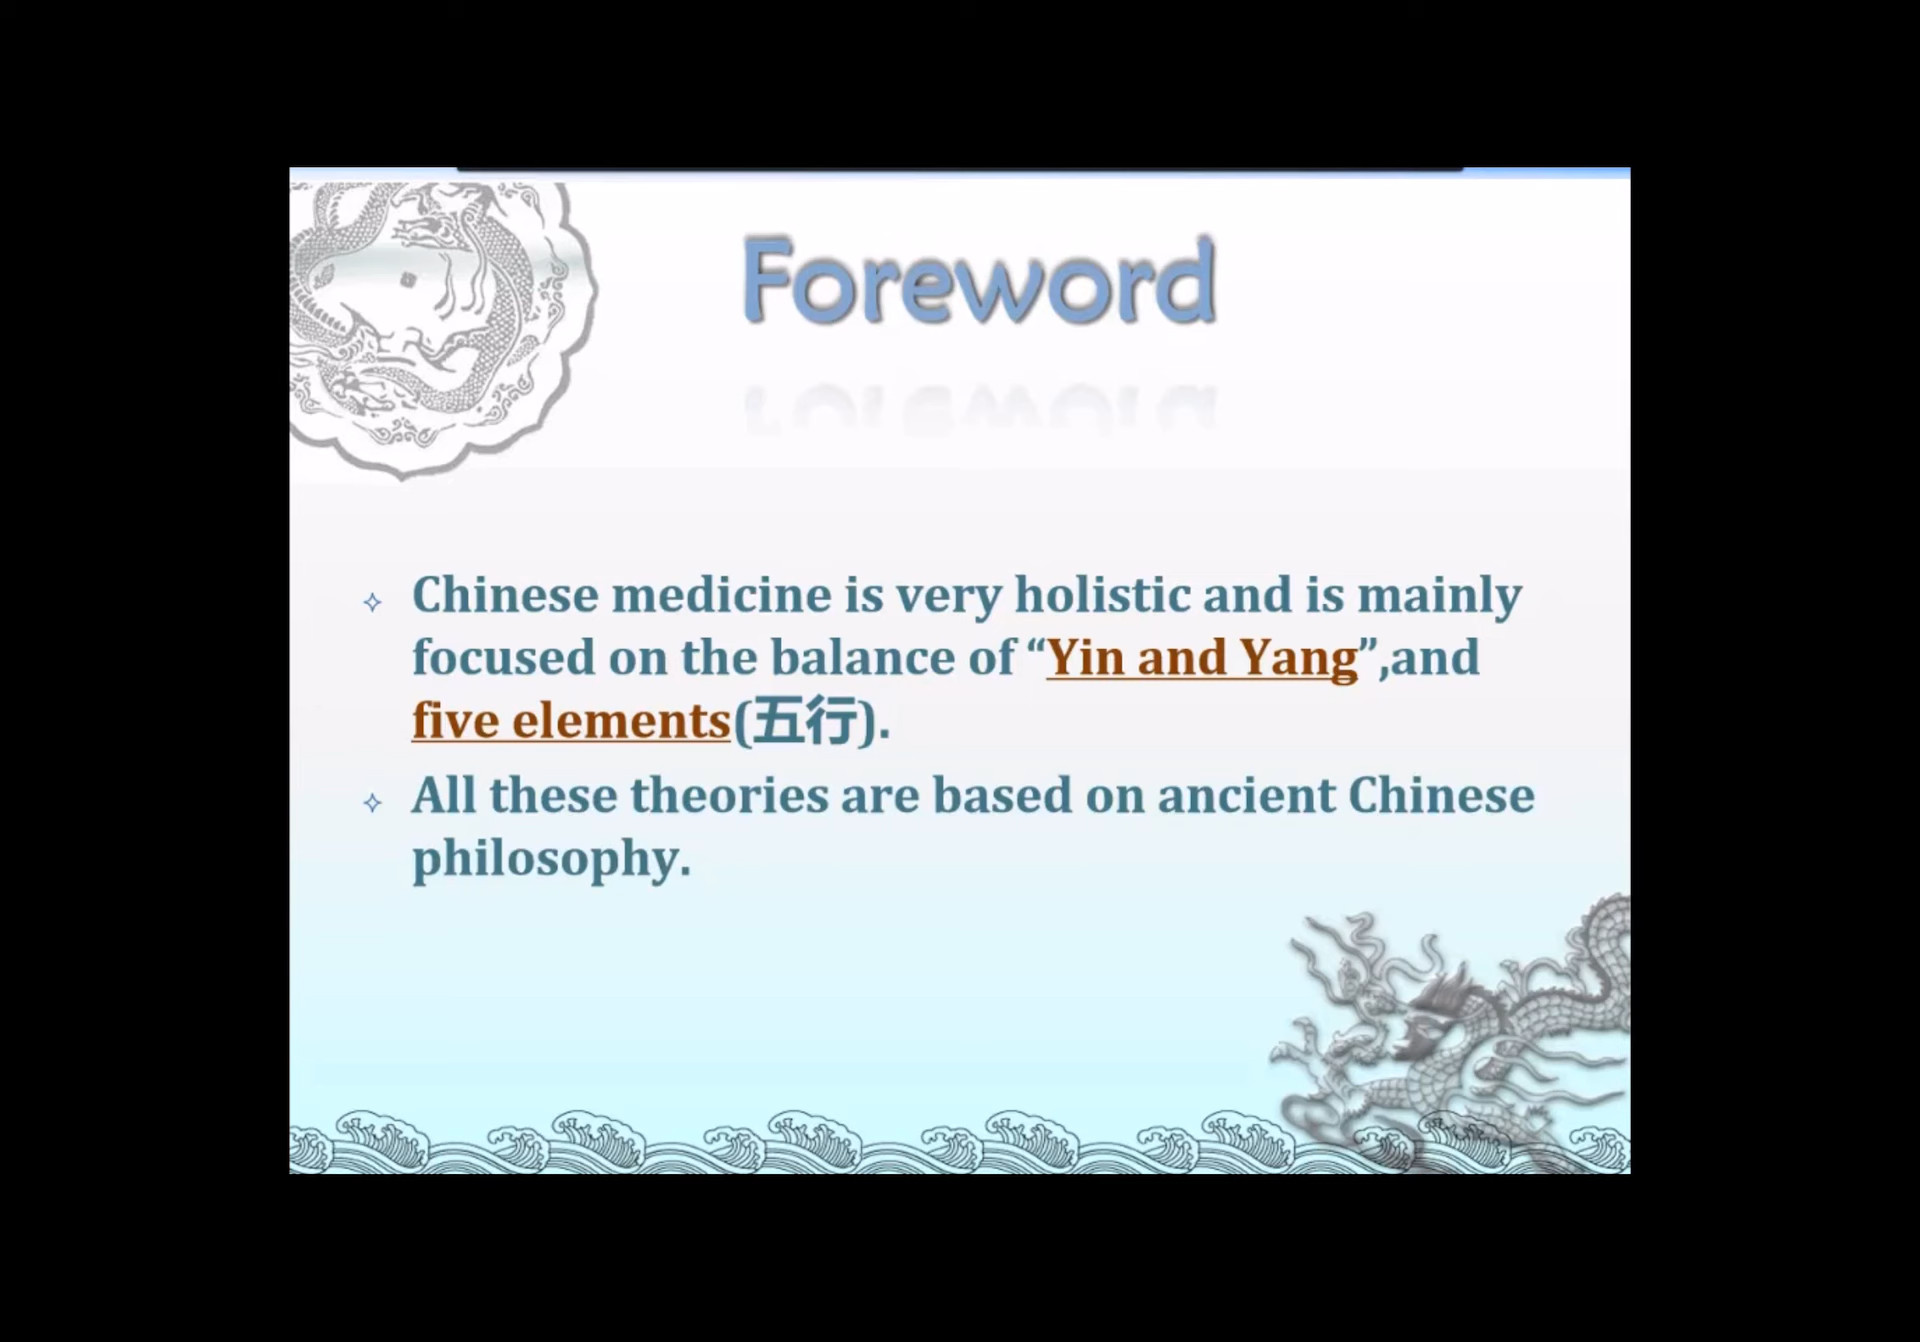 Foreword
Chinese medicine is very holistic and is mainly
focused on the balance of “Yin and Yang”,and
five elements(五行).
All these theories are based on ancient Chinese
philosophy.